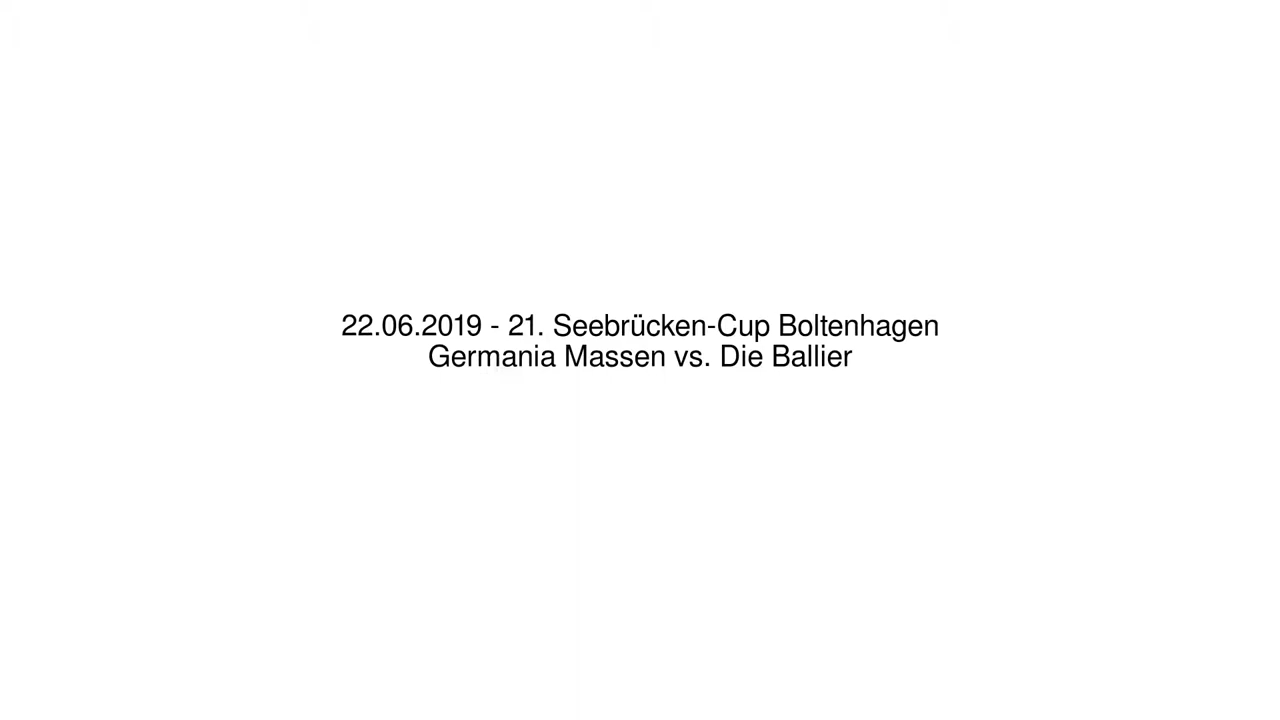 22.06.2019 - 21. Seebrücken-Cup Boltenhagen
Germania Massen vs. Die Ballier